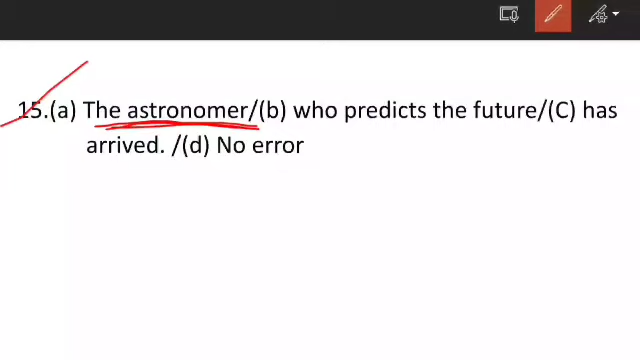 15.(a) The astronomer/(b) who predicts the future/(C) has
arrived. /(d) No error